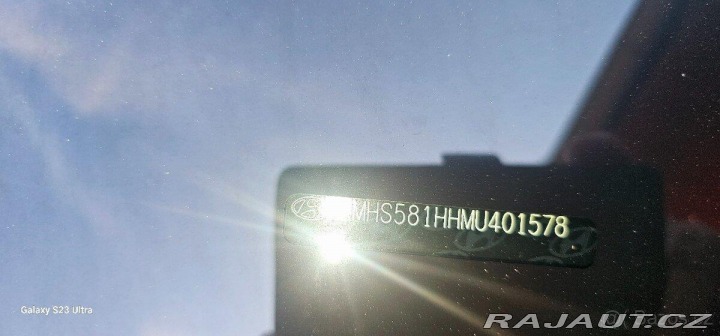 MHS581HHMU401578
Galaxy S23 Ultra
RAJAUT.CZ